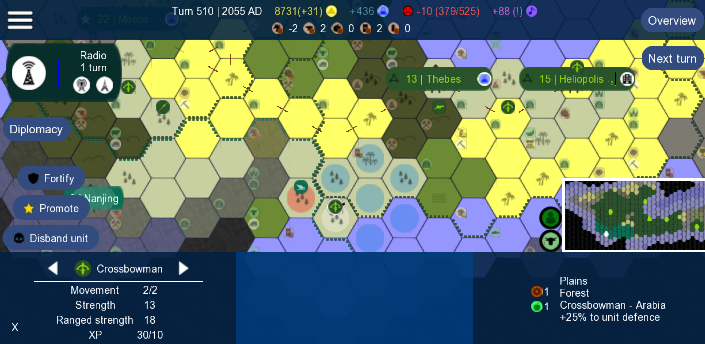 22 | Mecca
Turn 510 | 2055 AD
8731(+31)
+436
-10 (379/525)
+88 (!)
-2 2 0 2 0
Overview
Radio
1 turn
Next turn
13 | Thebes
15 | Heliopolis
Diplomacy
Fortify
Nanjing
Promote
Disband unit
Crossbowman
Movement 2/2
Strength 13
Ranged strength 18
XP 30/10
X
1
1
Plains
Forest
Crossbowman - Arabia
+25% to unit defence